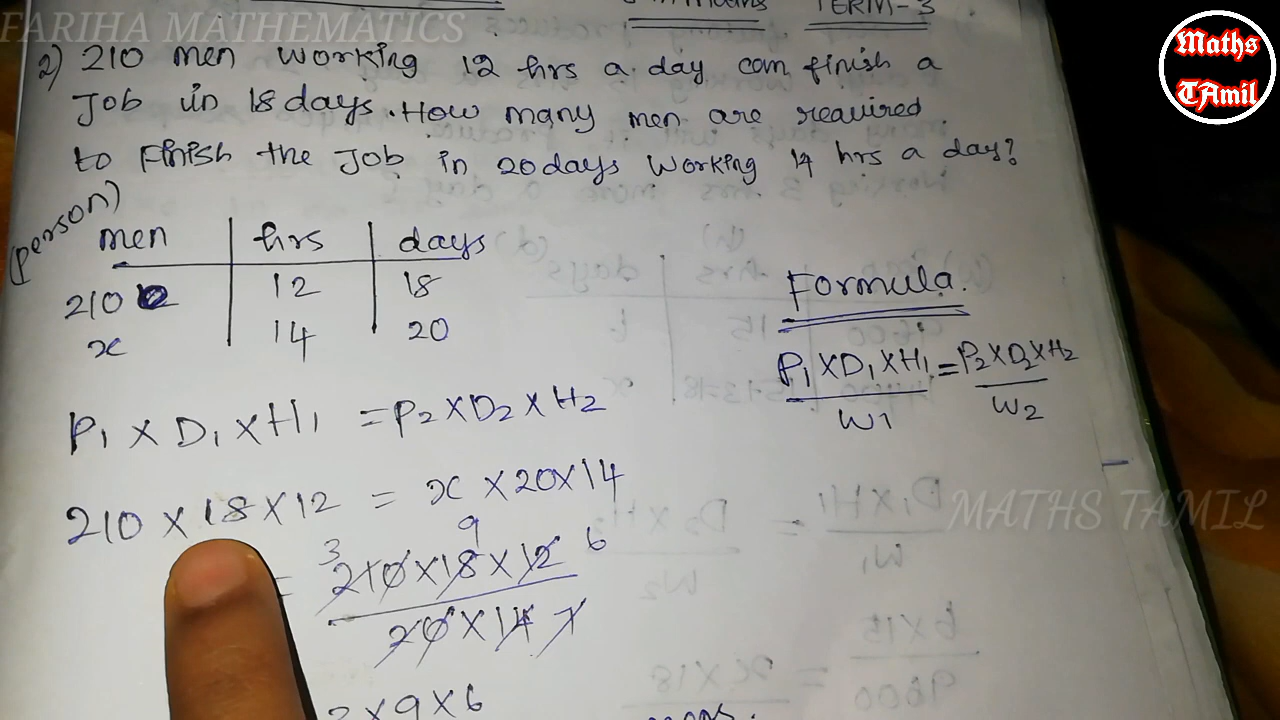 FARIHA MATHEMATICS
TERM-3
Maths
TAmil
2) 210 men working 12 hrs a day can finish a
Job in 18 days. How many men are reauired
to Finish the Job in 20 days working 14 hrs a day?
(person)
men hrs days
210 12 18
x 14 20
Formula.
P1 X D1 X H1 = P2 X D2 X H2
W1 W2
P1 X D1 X H1 = P2 X D2 X H2
210 X 18 X 12 = x X 20 X 14
MATHS TAMIL
3 9 6
= 210 X 18 X 12
20 X 14 7
X 9 X 6